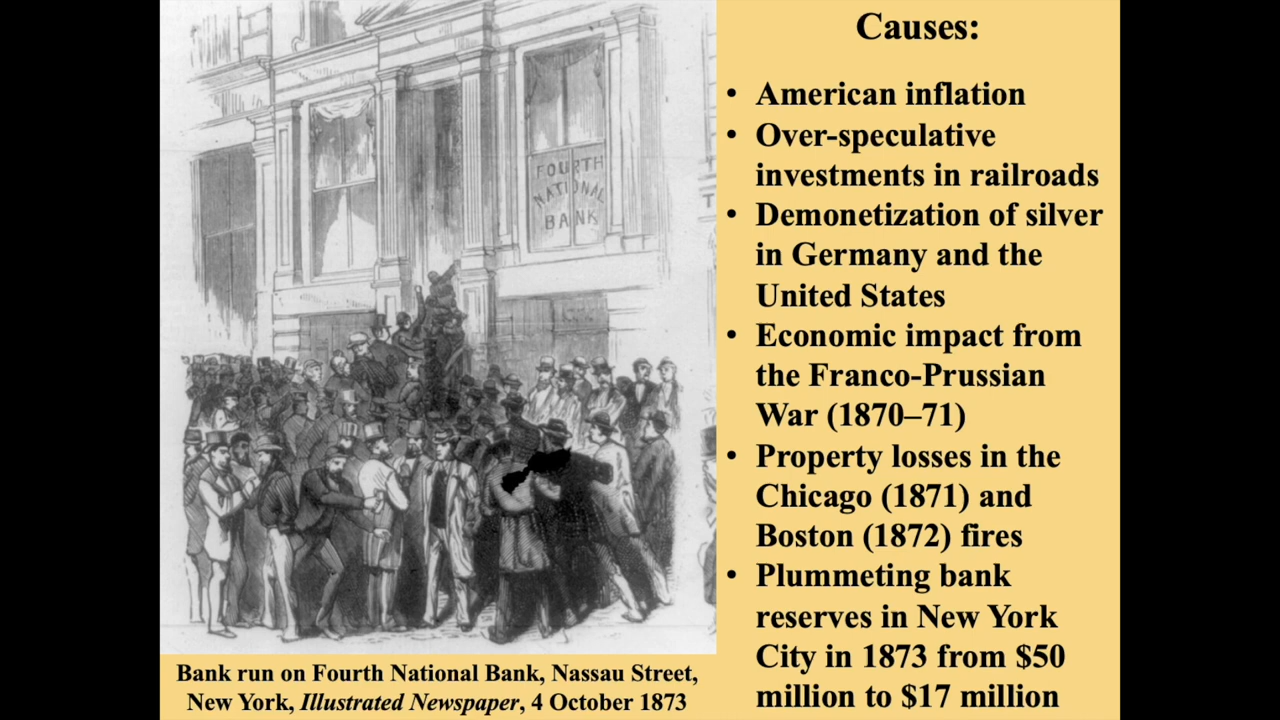 FOURTH
NATIONAL
BANK
Bank run on Fourth National Bank, Nassau Street,
New York, Illustrated Newspaper, 4 October 1873
Causes:
• American inflation
• Over-speculative
investments in railroads
• Demonetization of silver
in Germany and the
United States
• Economic impact from
the Franco-Prussian
War (1870–71)
• Property losses in the
Chicago (1871) and
Boston (1872) fires
• Plummeting bank
reserves in New York
City in 1873 from $50
million to $17 million